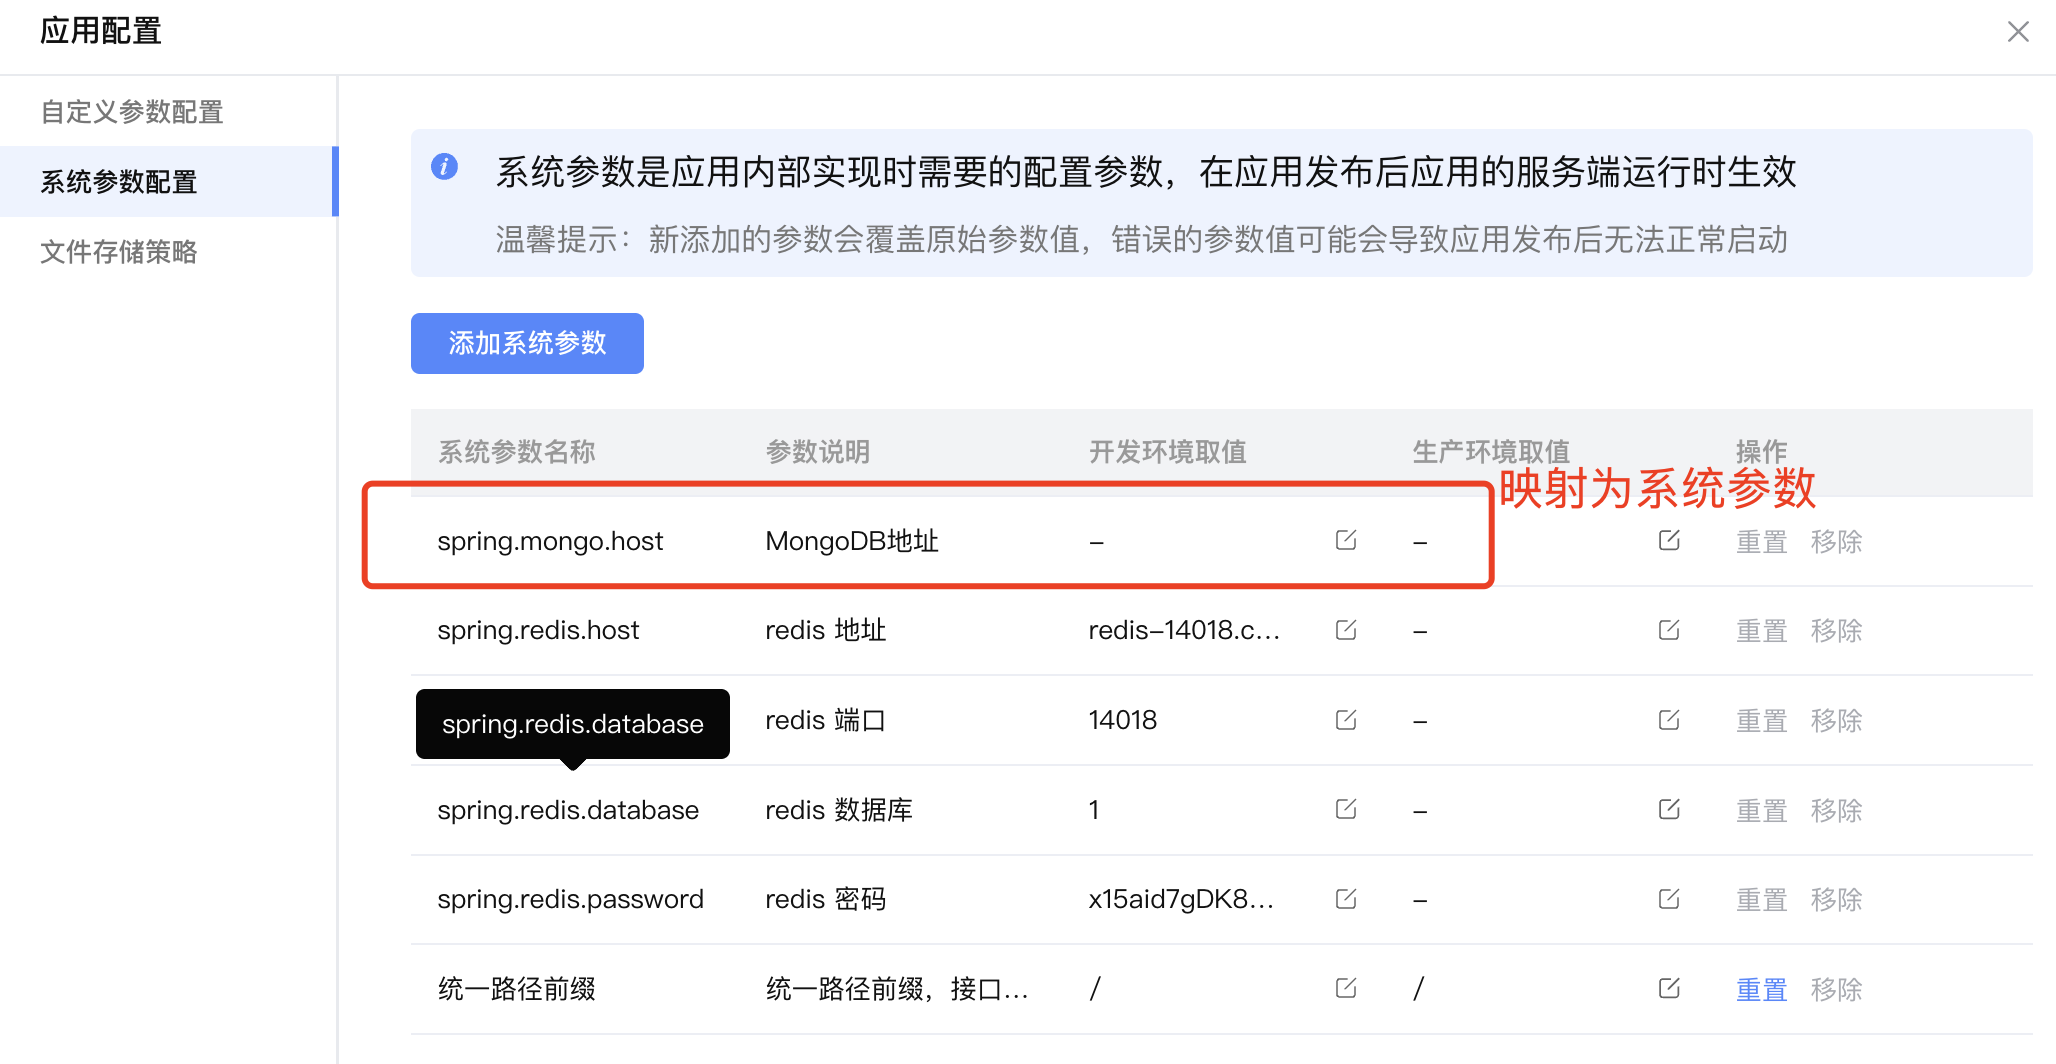 应用配置
自定义参数配置
系统参数配置
文件存储策略
系统参数是应用内部实现时需要的配置参数，在应用发布后应用的服务端运行时生效
温馨提示：新添加的参数会覆盖原始参数值，错误的参数值可能会导致应用发布后无法正常启动
添加系统参数
系统参数名称 参数说明 开发环境取值 生产环境取值 操作
映射为系统参数
spring.mongo.host MongoDB地址 – – 重置 移除
spring.redis.host redis 地址 redis–14018.c... – 重置 移除
spring.redis.database redis 端口 14018 – 重置 移除
spring.redis.database redis 数据库 1 – 重置 移除
spring.redis.password redis 密码 x15aid7gDK8... – 重置 移除
统一路径前缀 统一路径前缀，接口... / / 重置 移除